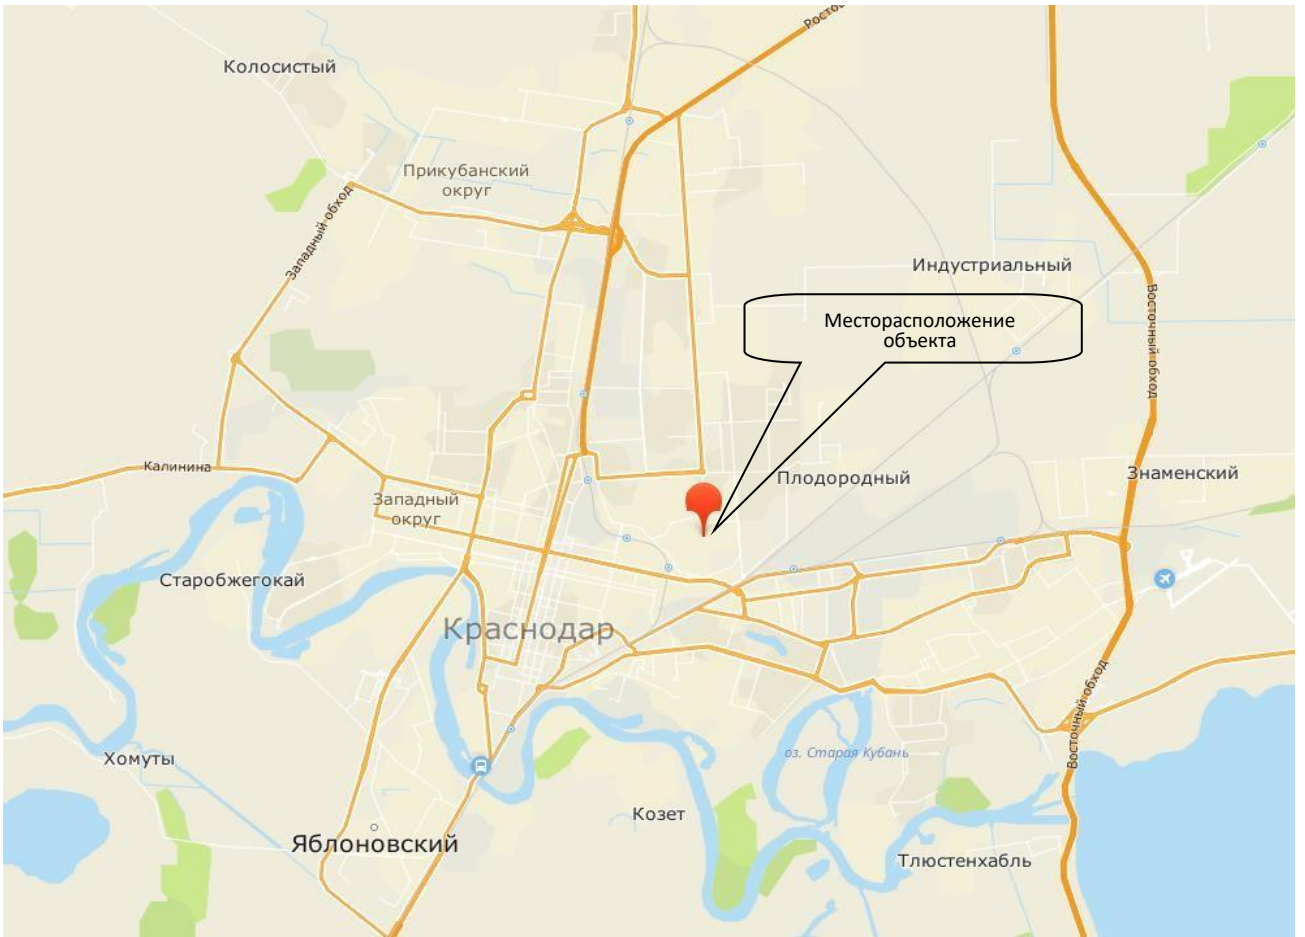 Росто
Колосистый
Прикубанский
округ
Западный обход
Индустриальный
Восточный обход
Месторасположение
объекта
Калинина
Плодородный
Знаменский
Западный
округ
Старобжегокай
Краснодар
Восточный обход
Хомуты
оз. Старая Кубань
Козет
Яблоновский
Тлюстенхабль